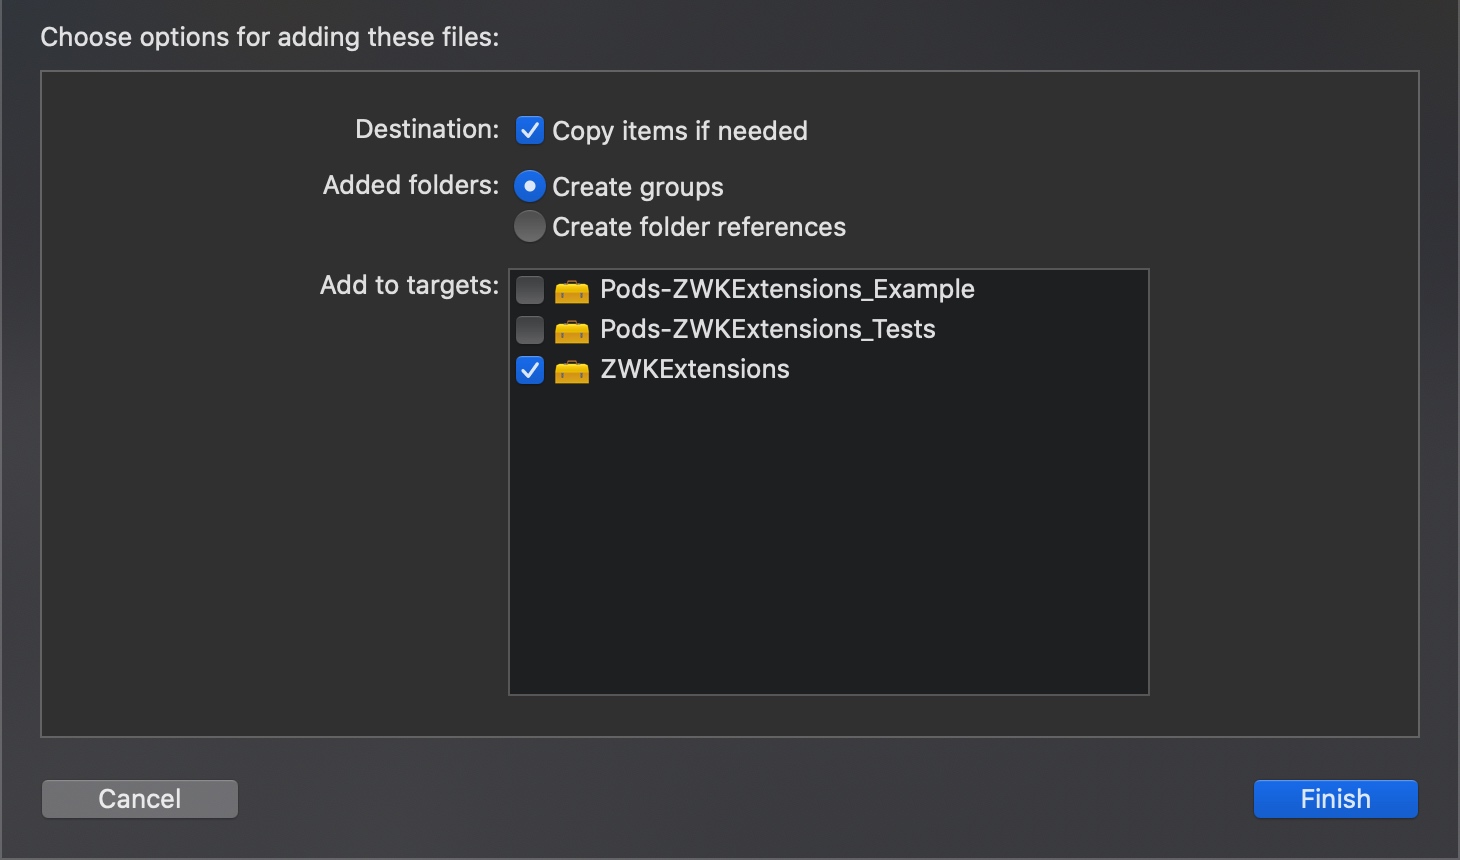 Choose options for adding these files:
Destination: Copy items if needed
Added folders: Create groups
Create folder references
Add to targets: Pods-ZWKExtensions_Example
Pods-ZWKExtensions_Tests
ZWKExtensions
Cancel Finish